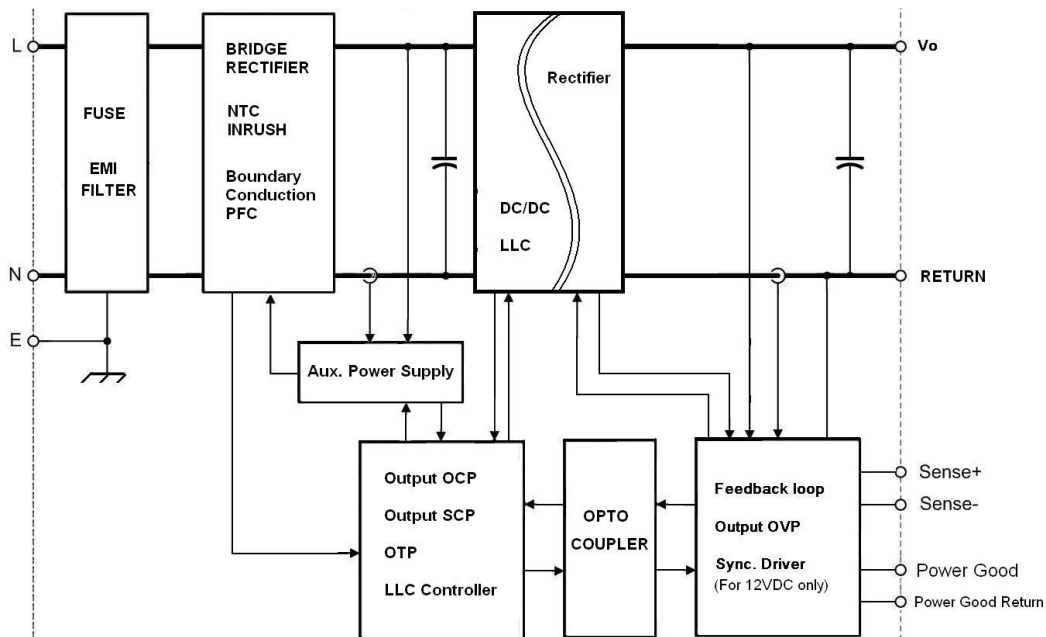 L
N
E
FUSE
EMI
FILTER
BRIDGE
RECTIFIER
NTC
INRUSH
Boundary
Conduction
PFC
Rectifier
DC/DC
LLC
Vo
RETURN
Aux. Power Supply
Output OCP
Output SCP
OTP
LLC Controller
OPTO
COUPLER
Feedback loop
Output OVP
Sync. Driver
(For 12VDC only)
Sense+
Sense-
Power Good
Power Good Return